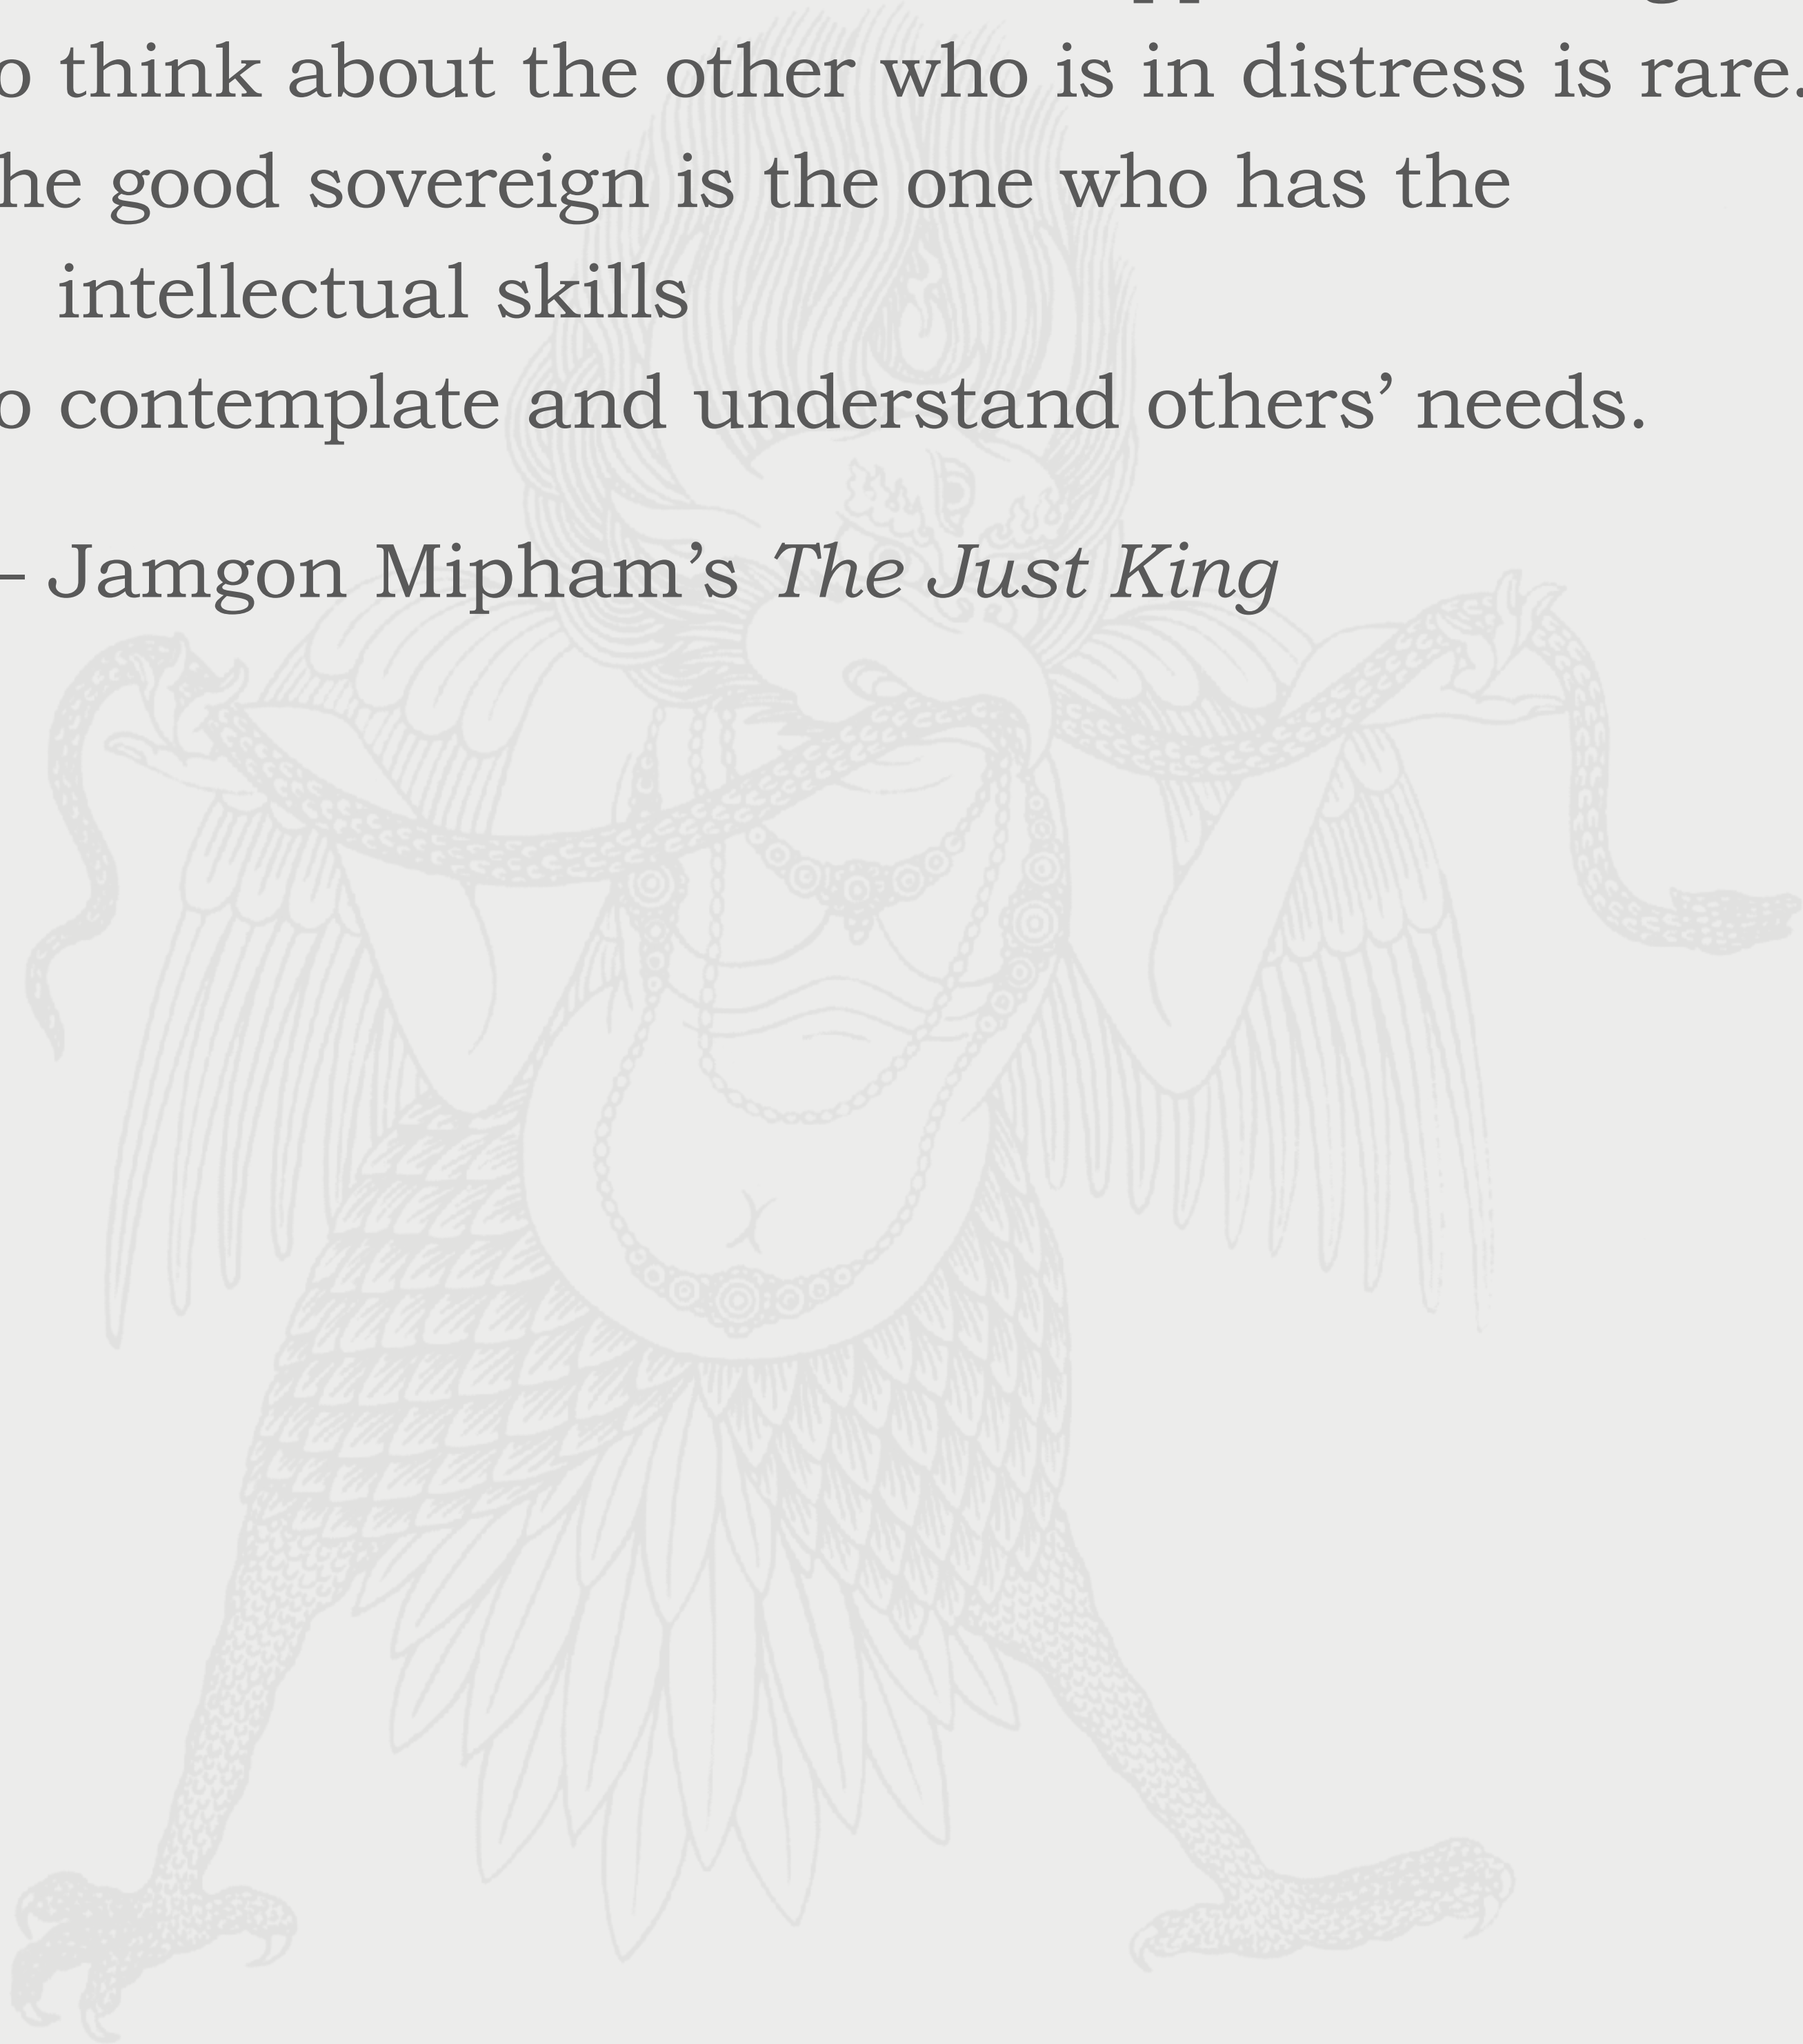 o think about the other who is in distress is rare.
he good sovereign is the one who has the
intellectual skills
o contemplate and understand others’ needs.
– Jamgon Mipham’s The Just King